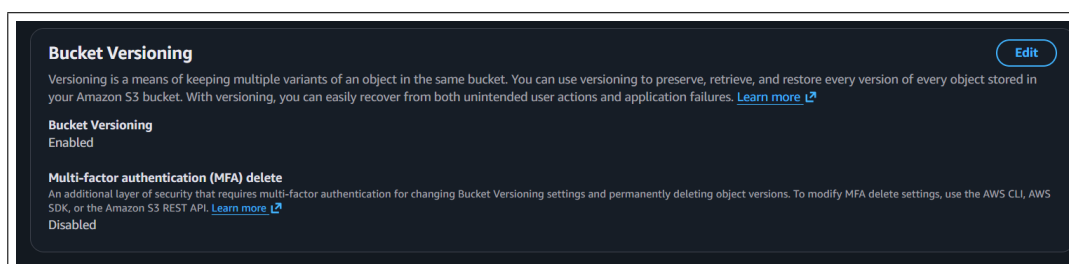 Bucket Versioning
Edit
Versioning is a means of keeping multiple variants of an object in the same bucket. You can use versioning to preserve, retrieve, and restore every version of every object stored in
your Amazon S3 bucket. With versioning, you can easily recover from both unintended user actions and application failures. Learn more
Bucket Versioning
Enabled
Multi-factor authentication (MFA) delete
An additional layer of security that requires multi-factor authentication for changing Bucket Versioning settings and permanently deleting object versions. To modify MFA delete settings, use the AWS CLI, AWS
SDK, or the Amazon S3 REST API. Learn more
Disabled